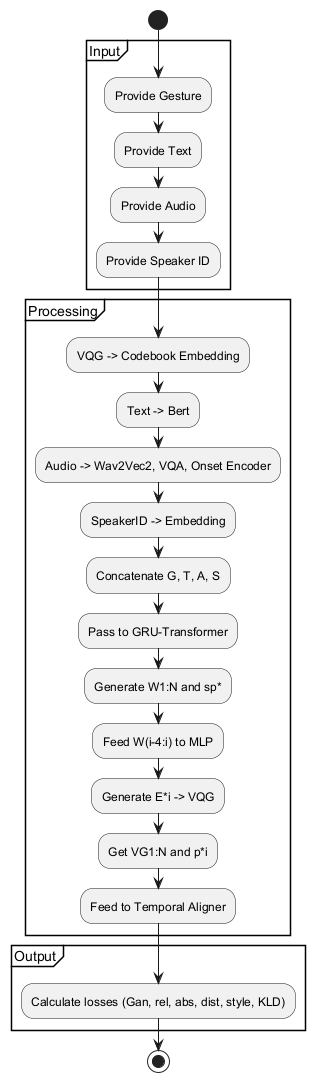 Input
Provide Gesture
Provide Text
Provide Audio
Provide Speaker ID
Processing
VQG -> Codebook Embedding
Text -> Bert
Audio -> Wav2Vec2, VQA, Onset Encoder
SpeakerID -> Embedding
Concatenate G, T, A, S
Pass to GRU-Transformer
Generate W1:N and sp*
Feed W(i-4:i) to MLP
Generate E*i -> VQG
Get VG1:N and p*i
Feed to Temporal Aligner
Output
Calculate losses (Gan, rel, abs, dist, style, KLD)